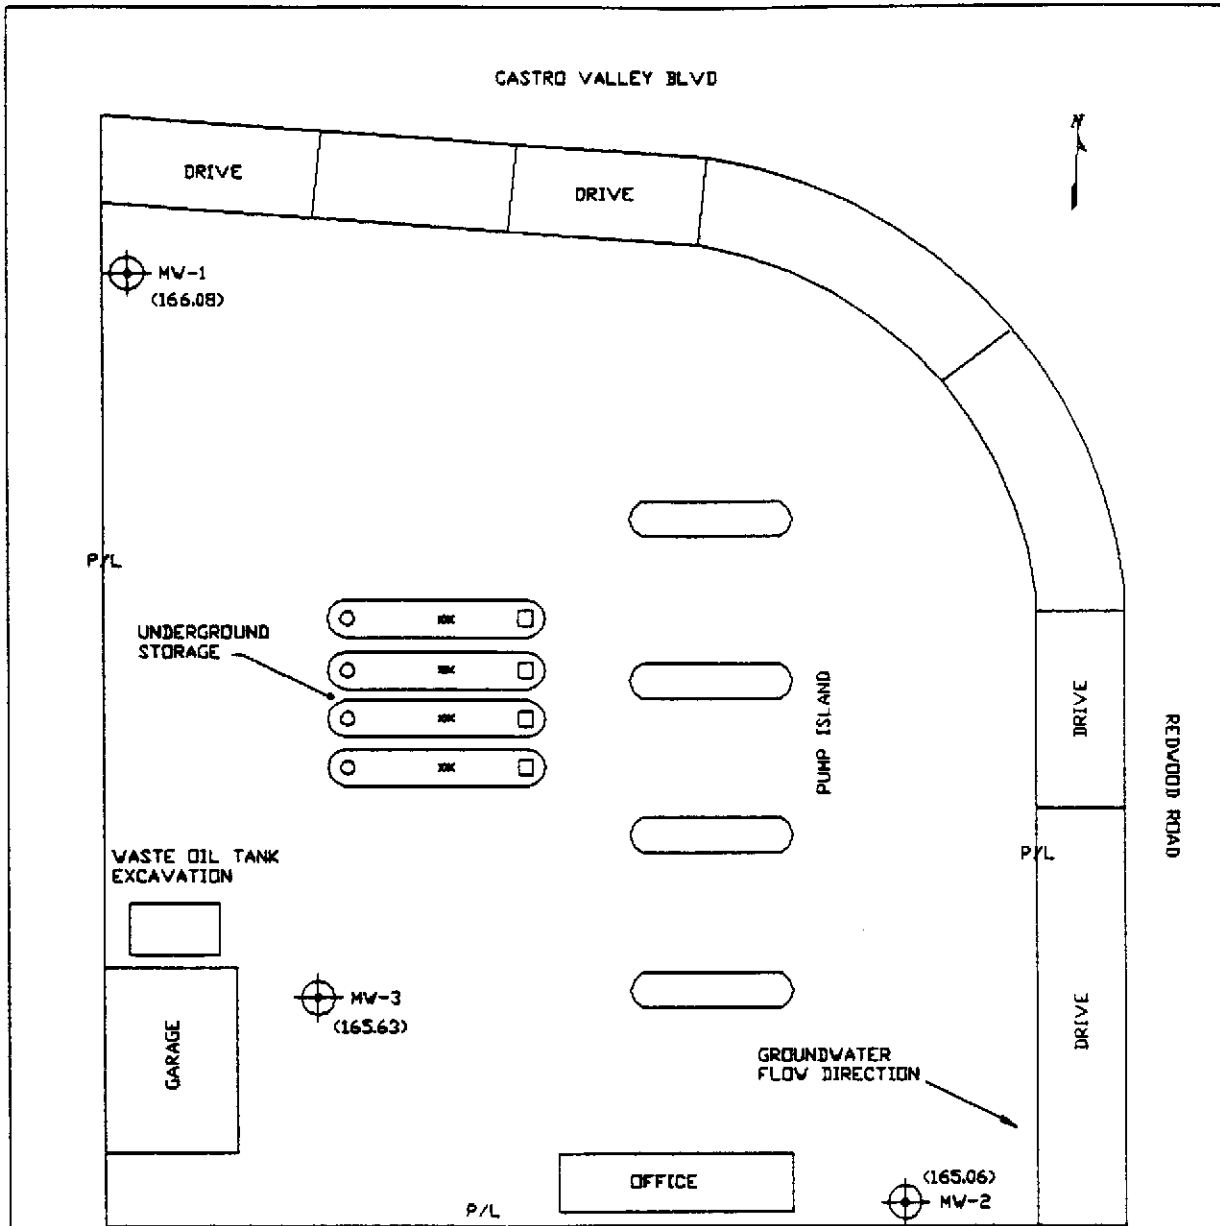 CASTRO VALLEY BLVD
N
DRIVE
DRIVE
MW-1
(166.08)
P/L
UNDERGROUND
STORAGE
PUMP ISLAND
DRIVE
REDWOOD ROAD
WASTE OIL TANK
EXCAVATION
P/L
MW-3
(165.63)
GARAGE
DRIVE
GROUNDWATER
FLOW DIRECTION
OFFICE
(165.06)
MW-2
P/L